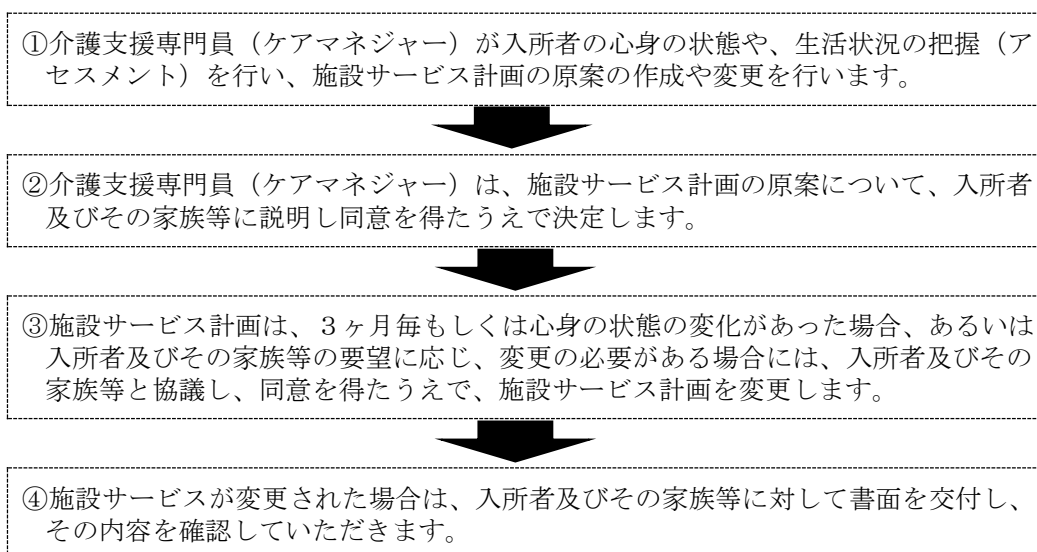 ①介護支援専門員（ケアマネジャー）が入所者の心身の状態や、生活状況の把握（ア
セスメント）を行い、施設サービス計画の原案の作成や変更を行います。
②介護支援専門員（ケアマネジャー）は、施設サービス計画の原案について、入所者
及びその家族等に説明し同意を得たうえで決定します。
③施設サービス計画は、３ヶ月毎もしくは心身の状態の変化があった場合、あるいは
入所者及びその家族等の要望に応じ、変更の必要がある場合には、入所者及びその
家族等と協議し、同意を得たうえで、施設サービス計画を変更します。
④施設サービスが変更された場合は、入所者及びその家族等に対して書面を交付し、
その内容を確認していただきます。